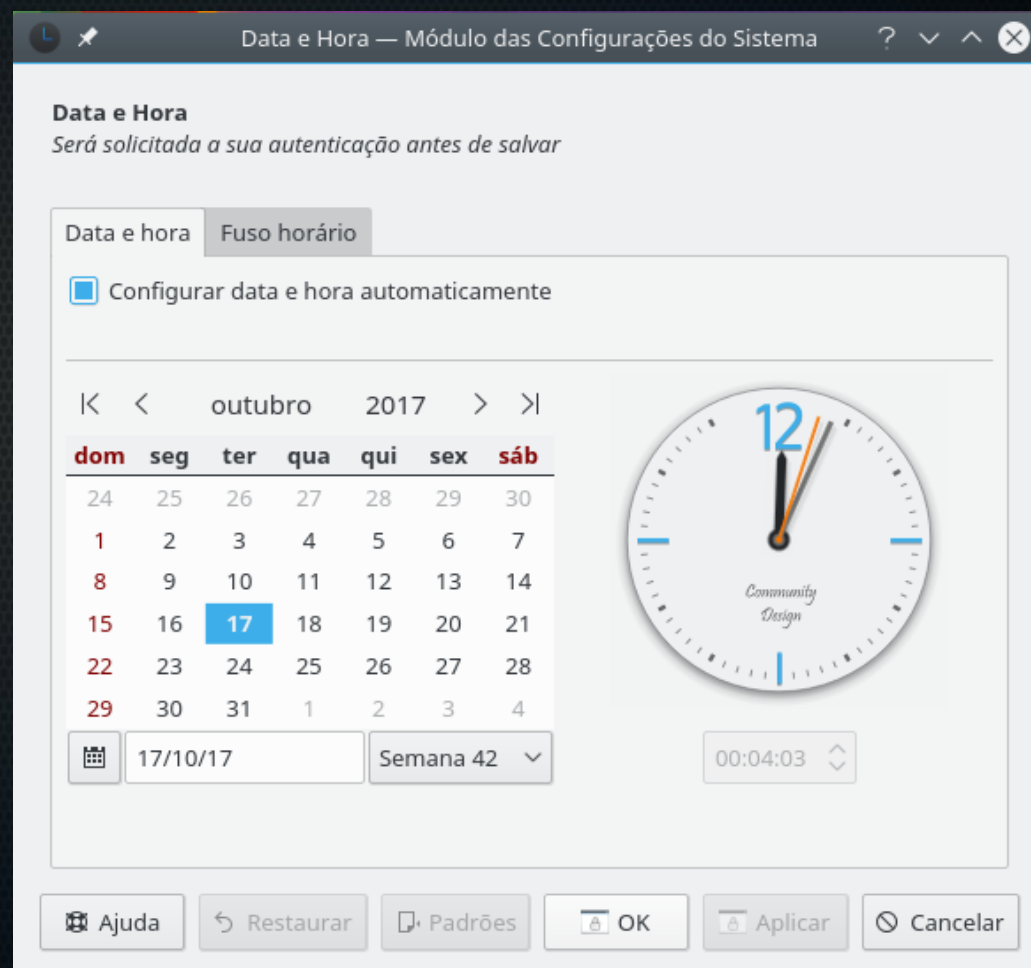 Data e Hora — Módulo das Configurações do Sistema ?
Data e Hora
Será solicitada a sua autenticação antes de salvar
Data e hora Fuso horário
Configurar data e hora automaticamente
outubro 2017
dom seg ter qua qui sex sáb
24 25 26 27 28 29 30
1 2 3 4 5 6 7
8 9 10 11 12 13 14
15 16 17 18 19 20 21
22 23 24 25 26 27 28
29 30 31 1 2 3 4
17/10/17 Semana 42
12
Community
Design
00:04:03
Ajuda Restaurar Padrões OK Aplicar Cancelar